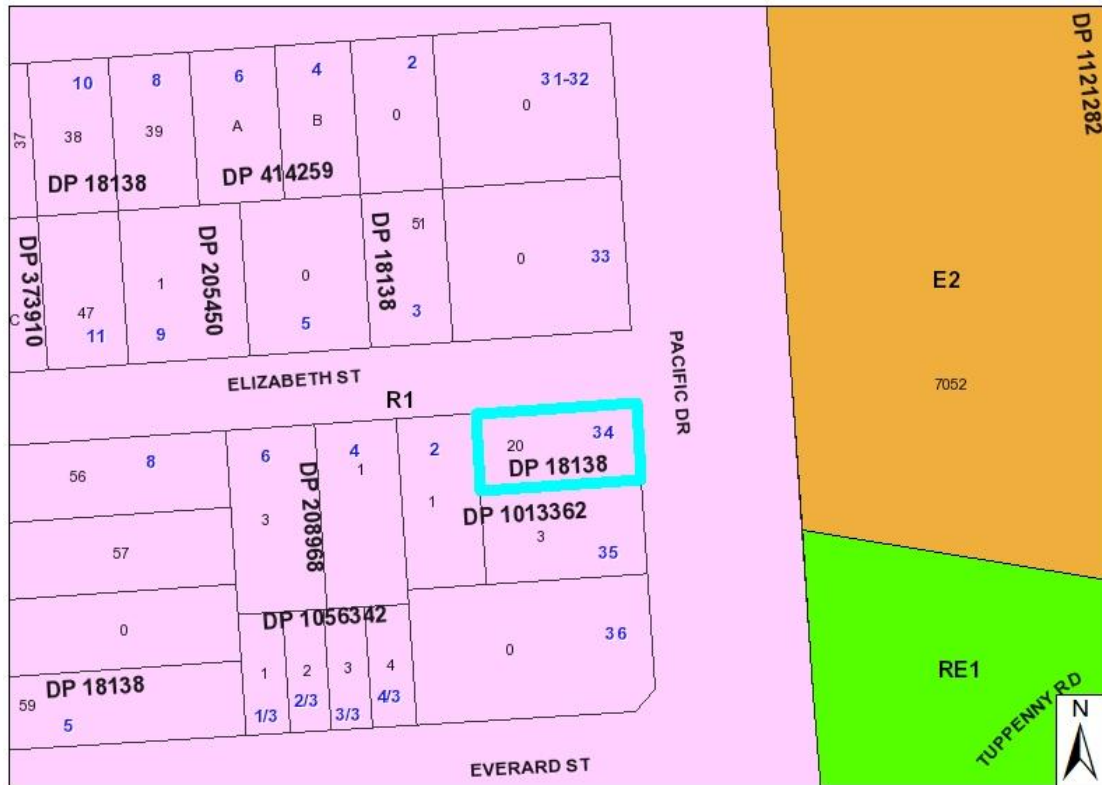 10
8
6
4
2
31-32
DP 1121282
37
38
39
A
B
0
0
DP 18138
DP 414259
DP 373910
C
47
11
1
9
DP 205450
0
5
DP 18138
51
3
0
33
E2
7052
ELIZABETH ST
PACIFIC DR
R1
56
8
6
3
DP 208968
4
1
2
1
20
34
DP 18138
DP 1013362
3
35
57
0
DP 1056342
0
36
RE1
59
DP 18138
5
1
2
3
4
1/3
2/3
3/3
4/3
TUPPENNY RD
N
EVERARD ST